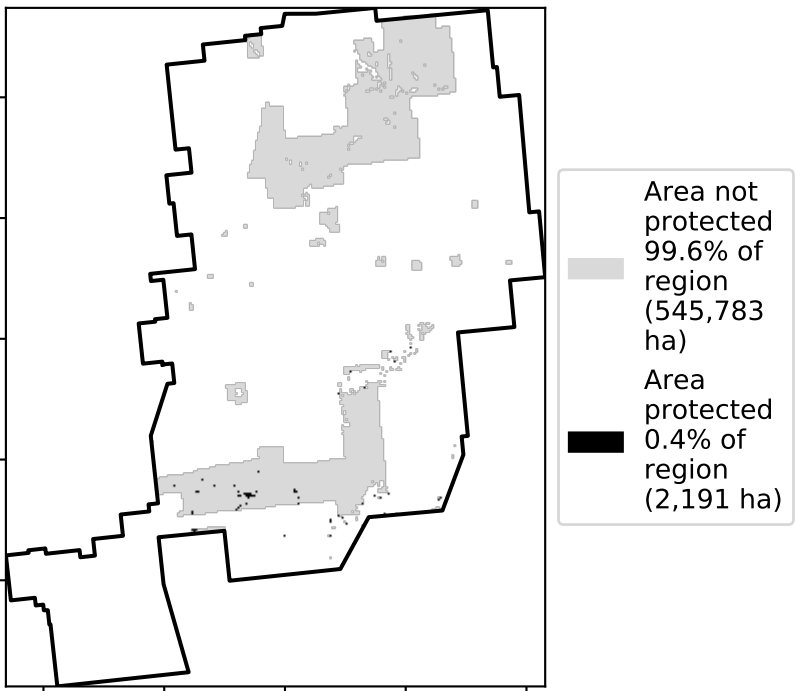 Area not
protected
99.6% of
region
(545,783
ha)
Area
protected
0.4% of
region
(2,191 ha)